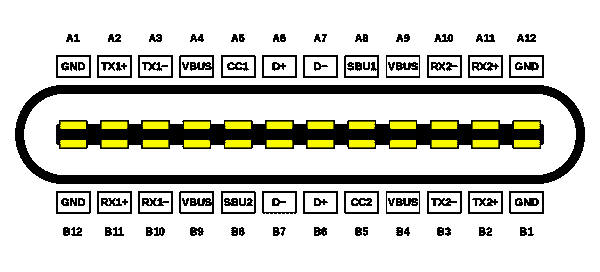 A1 A2 A3 A4 A5 A6 A7 A8 A9 A10 A11 A12
GND TX1+ TX1− VBUS CC1 D+ D− SBU1 VBUS RX2− RX2+ GND
GND RX1+ RX1− VBUS SBU2 D− D+ CC2 VBUS TX2− TX2+ GND
B12 B11 B10 B9 B8 B7 B6 B5 B4 B3 B2 B1